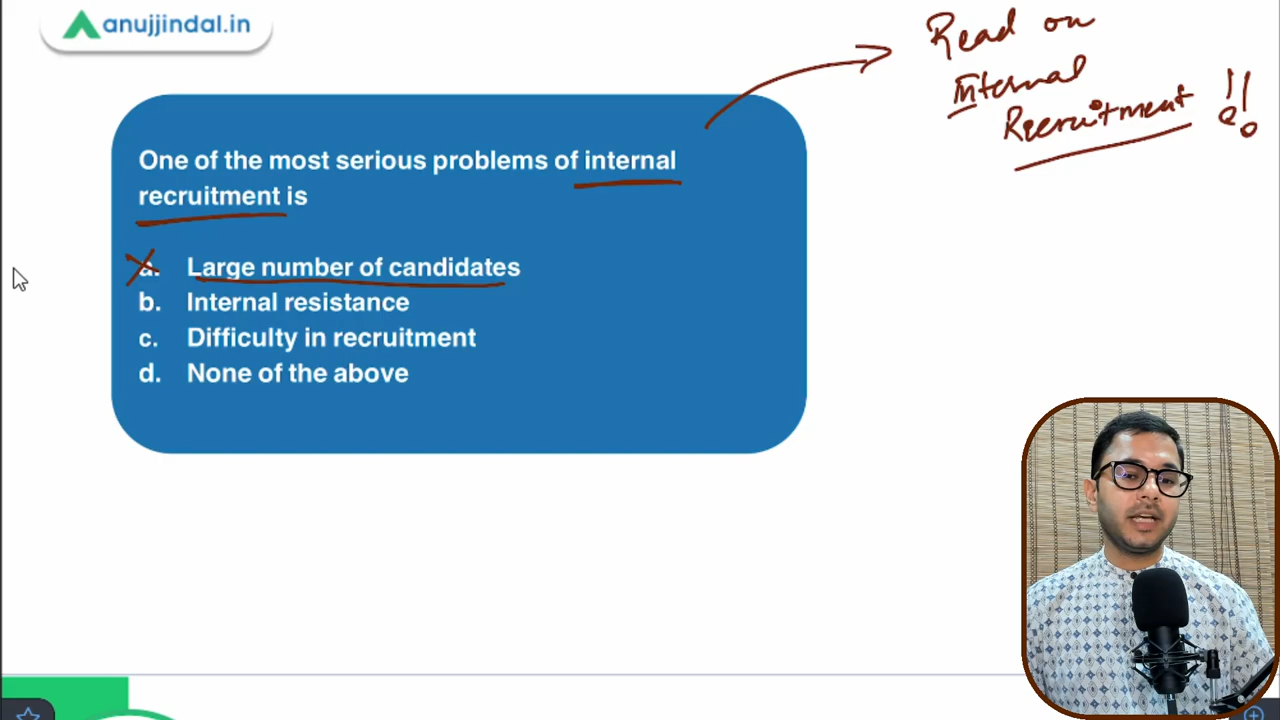 anujjindal.in
Read on
Internal
Recruitment !!
One of the most serious problems of internal
recruitment is
a. Large number of candidates
b. Internal resistance
c. Difficulty in recruitment
d. None of the above